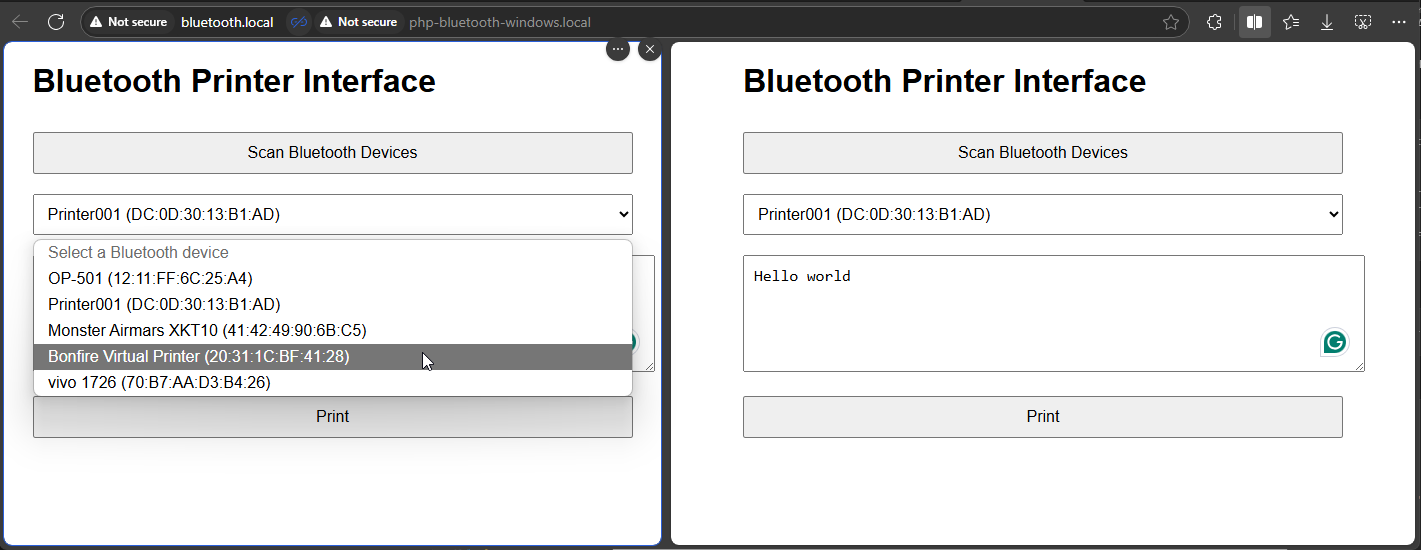 Not secure bluetooth.local Not secure php-bluetooth-windows.local
Bluetooth Printer Interface
Scan Bluetooth Devices
Printer001 (DC:0D:30:13:B1:AD)
Select a Bluetooth device
OP-501 (12:11:FF:6C:25:A4)
Printer001 (DC:0D:30:13:B1:AD)
Monster Airmars XKT10 (41:42:49:90:6B:C5)
Bonfire Virtual Printer (20:31:1C:BF:41:28)
vivo 1726 (70:B7:AA:D3:B4:26)
Print
Bluetooth Printer Interface
Scan Bluetooth Devices
Printer001 (DC:0D:30:13:B1:AD)
Hello world
Print